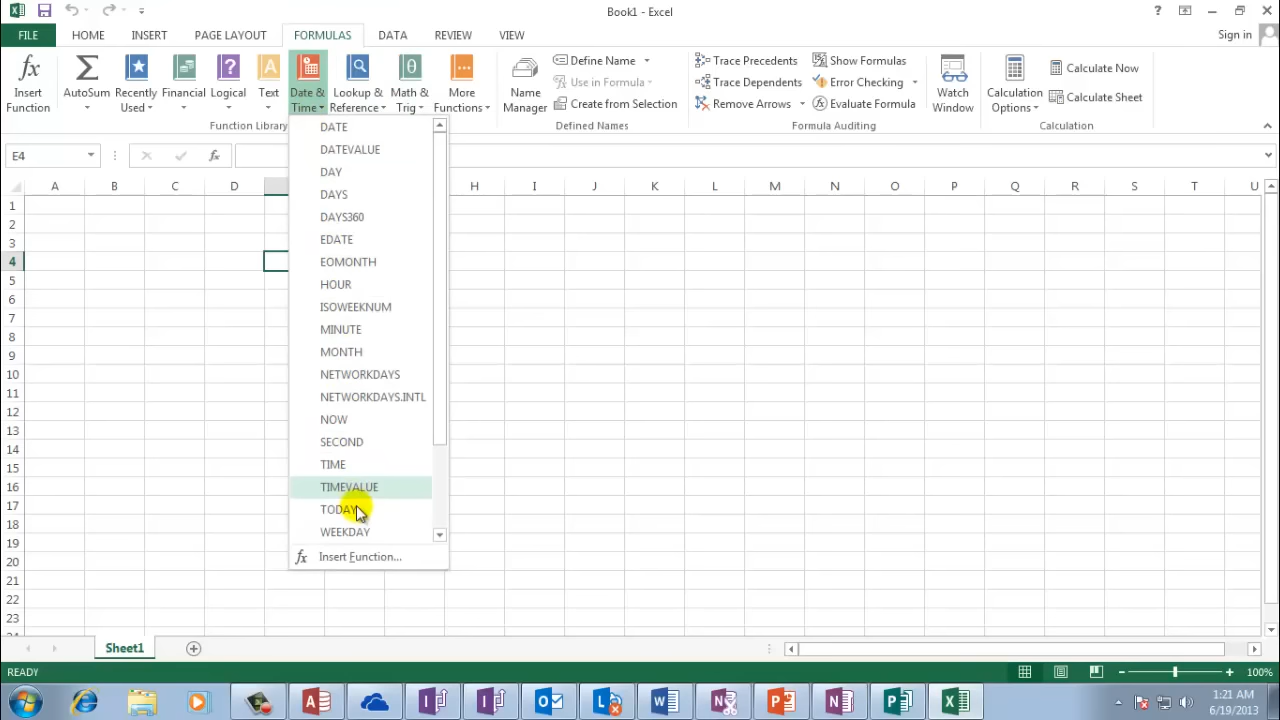 Book1 - Excel
?
FILE HOME INSERT PAGE LAYOUT FORMULAS DATA REVIEW VIEW Sign in
fx Insert Function
Σ AutoSum
Recently Used
Financial
Logical
Text
Date & Time
Lookup & Reference
Math & Trig
More Functions
Function Library
Name Manager
Define Name
Use in Formula
Create from Selection
Defined Names
Trace Precedents
Trace Dependents
Remove Arrows
Show Formulas
Error Checking
Evaluate Formula
Formula Auditing
Watch Window
Calculation Options
Calculate Now
Calculate Sheet
Calculation
E4 fx
A B C D H I J K L M N O P Q R S T U
1
2
3
4
5
6
7
8
9
10
11
12
13
14
15
16
17
18
19
20
21
22
23
24
DATE
DATEVALUE
DAY
DAYS
DAYS360
EDATE
EOMONTH
HOUR
ISOWEEKNUM
MINUTE
MONTH
NETWORKDAYS
NETWORKDAYS.INTL
NOW
SECOND
TIME
TIMEVALUE
TODAY
WEEKDAY
fx Insert Function...
Sheet1
READY 100%
1:21 AM
6/19/2013